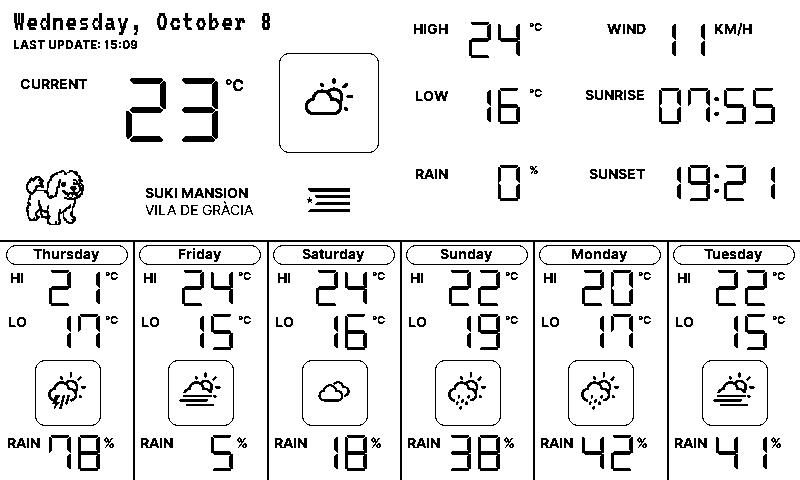 Wednesday, October 8
LAST UPDATE: 15:09
CURRENT 23 °C
HIGH 24 °C
WIND 11 KM/H
LOW 16 °C
SUNRISE 07:55
RAIN 0 %
SUNSET 19:21
SUKI MANSION
VILA DE GRÀCIA
Thursday
HI 21 °C
LO 17 °C
RAIN 78 %
Friday
HI 24 °C
LO 15 °C
RAIN 5 %
Saturday
HI 24 °C
LO 16 °C
RAIN 18 %
Sunday
HI 22 °C
LO 19 °C
RAIN 38 %
Monday
HI 20 °C
LO 17 °C
RAIN 42 %
Tuesday
HI 22 °C
LO 15 °C
RAIN 41 %